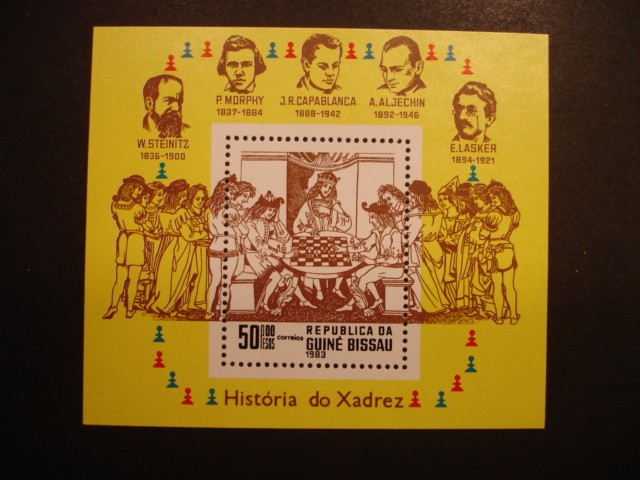 P. MORPHY
1837-1884
J.R. CAPABLANCA
1888-1942
A. ALJECHIN
1892-1946
W. STEINITZ
1836-1900
E. LASKER
1894-1921
50 P.00
PESOS
correios
REPUBLICA DA
GUINÉ BISSAU
1983
História do Xadrez